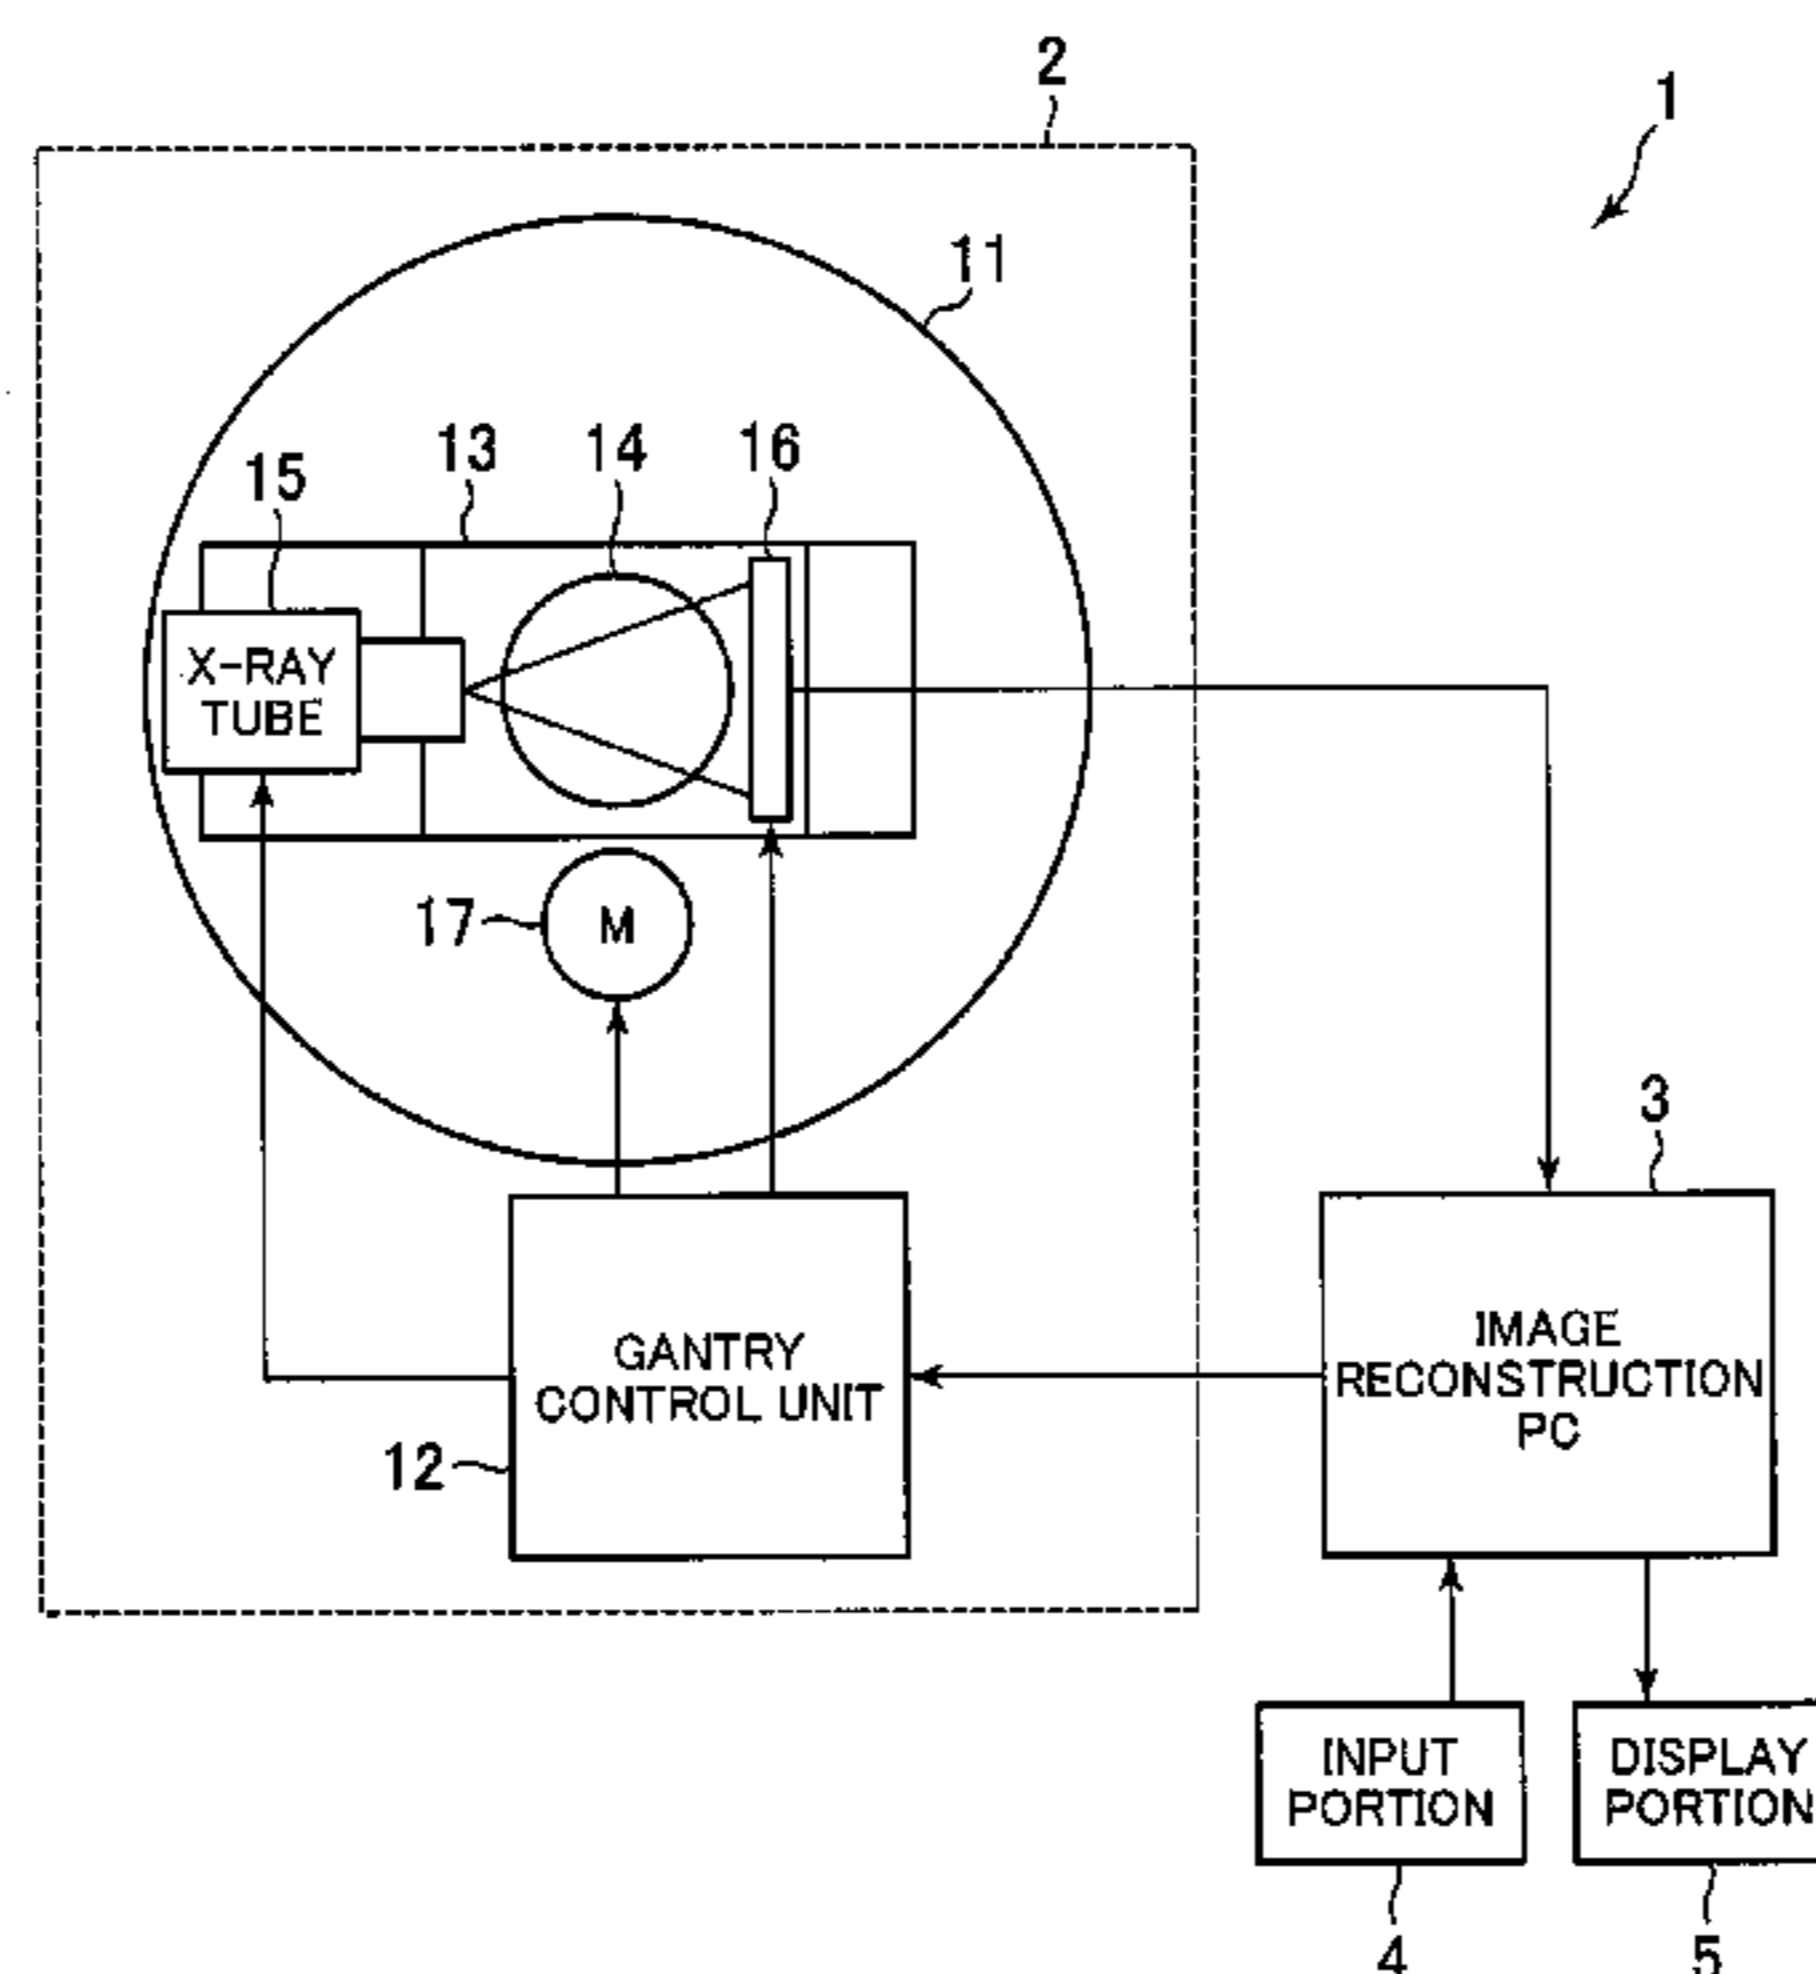 2
1
11
13
14
16
15
X-RAY
TUBE
17
M
3
GANTRY
CONTROL UNIT
12
IMAGE
RECONSTRUCTION
PC
INPUT
PORTION
DISPLAY
PORTION
4
5